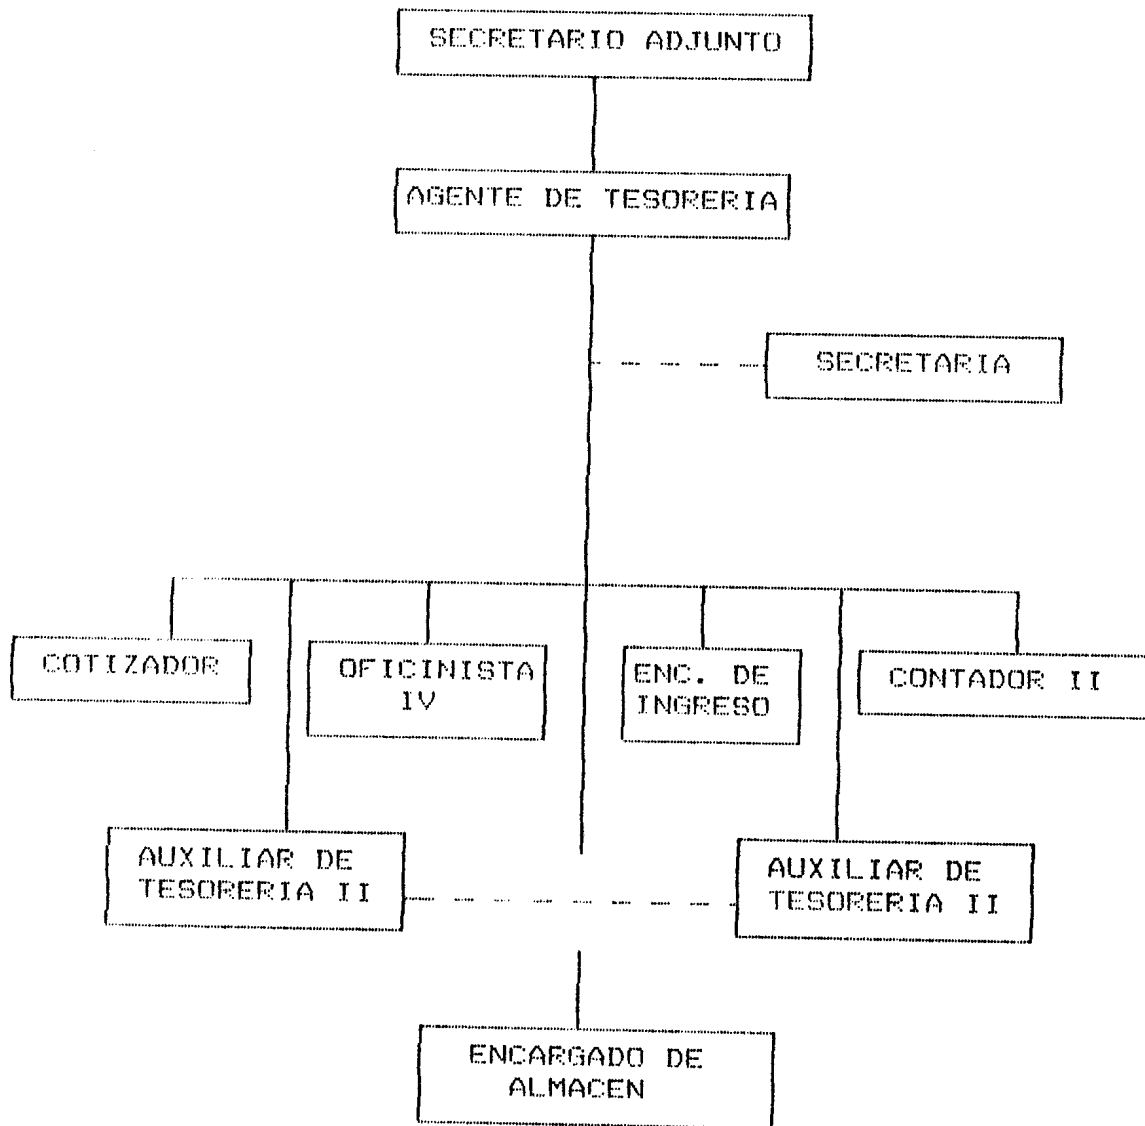 SECRETARIO ADJUNTO
AGENTE DE TESORERIA
SECRETARIA
COTIZADOR
OFICINISTA
IV
ENC. DE
INGRESO
CONTADOR II
AUXILIAR DE
TESORERIA II
AUXILIAR DE
TESORERIA II
ENCARGADO DE
ALMACEN